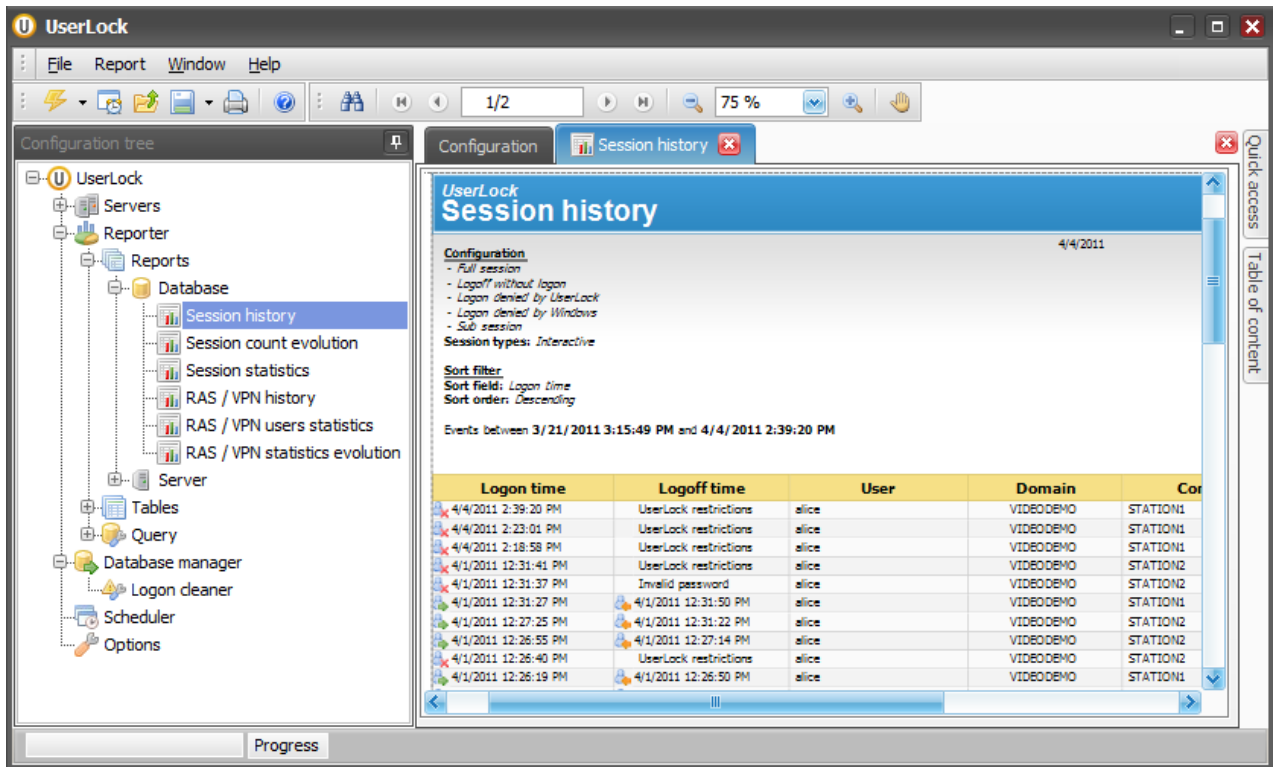 UserLock
File Report Window Help
1/2 75 %
Configuration tree
UserLock
Servers
Reporter
Reports
Database
Session history
Session count evolution
Session statistics
RAS / VPN history
RAS / VPN users statistics
RAS / VPN statistics evolution
Server
Tables
Query
Database manager
Logon cleaner
Scheduler
Options
Configuration Session history
UserLock
Session history
4/4/2011
Configuration
- Full session
- Logoff without logon
- Logon denied by UserLock
- Logon denied by Windows
- Sub session
Session types: Interactive
Sort filter
Sort field: Logon time
Sort order: Descending
Events between 3/21/2011 3:15:49 PM and 4/4/2011 2:39:20 PM
Logon time Logoff time User Domain Co
4/4/2011 2:39:20 PM UserLock restrictions alice VIDEODEMO STATION1
4/4/2011 2:23:01 PM UserLock restrictions alice VIDEODEMO STATION1
4/4/2011 2:18:58 PM UserLock restrictions alice VIDEODEMO STATION1
4/1/2011 12:31:41 PM UserLock restrictions alice VIDEODEMO STATION2
4/1/2011 12:31:37 PM Invalid password alice VIDEODEMO STATION2
4/1/2011 12:31:27 PM 4/1/2011 12:31:50 PM alice VIDEODEMO STATION1
4/1/2011 12:27:25 PM 4/1/2011 12:31:22 PM alice VIDEODEMO STATION2
4/1/2011 12:26:55 PM 4/1/2011 12:27:14 PM alice VIDEODEMO STATION2
4/1/2011 12:26:40 PM UserLock restrictions alice VIDEODEMO STATION2
4/1/2011 12:26:19 PM 4/1/2011 12:26:50 PM alice VIDEODEMO STATION1
Quick access
Table of content
Progress